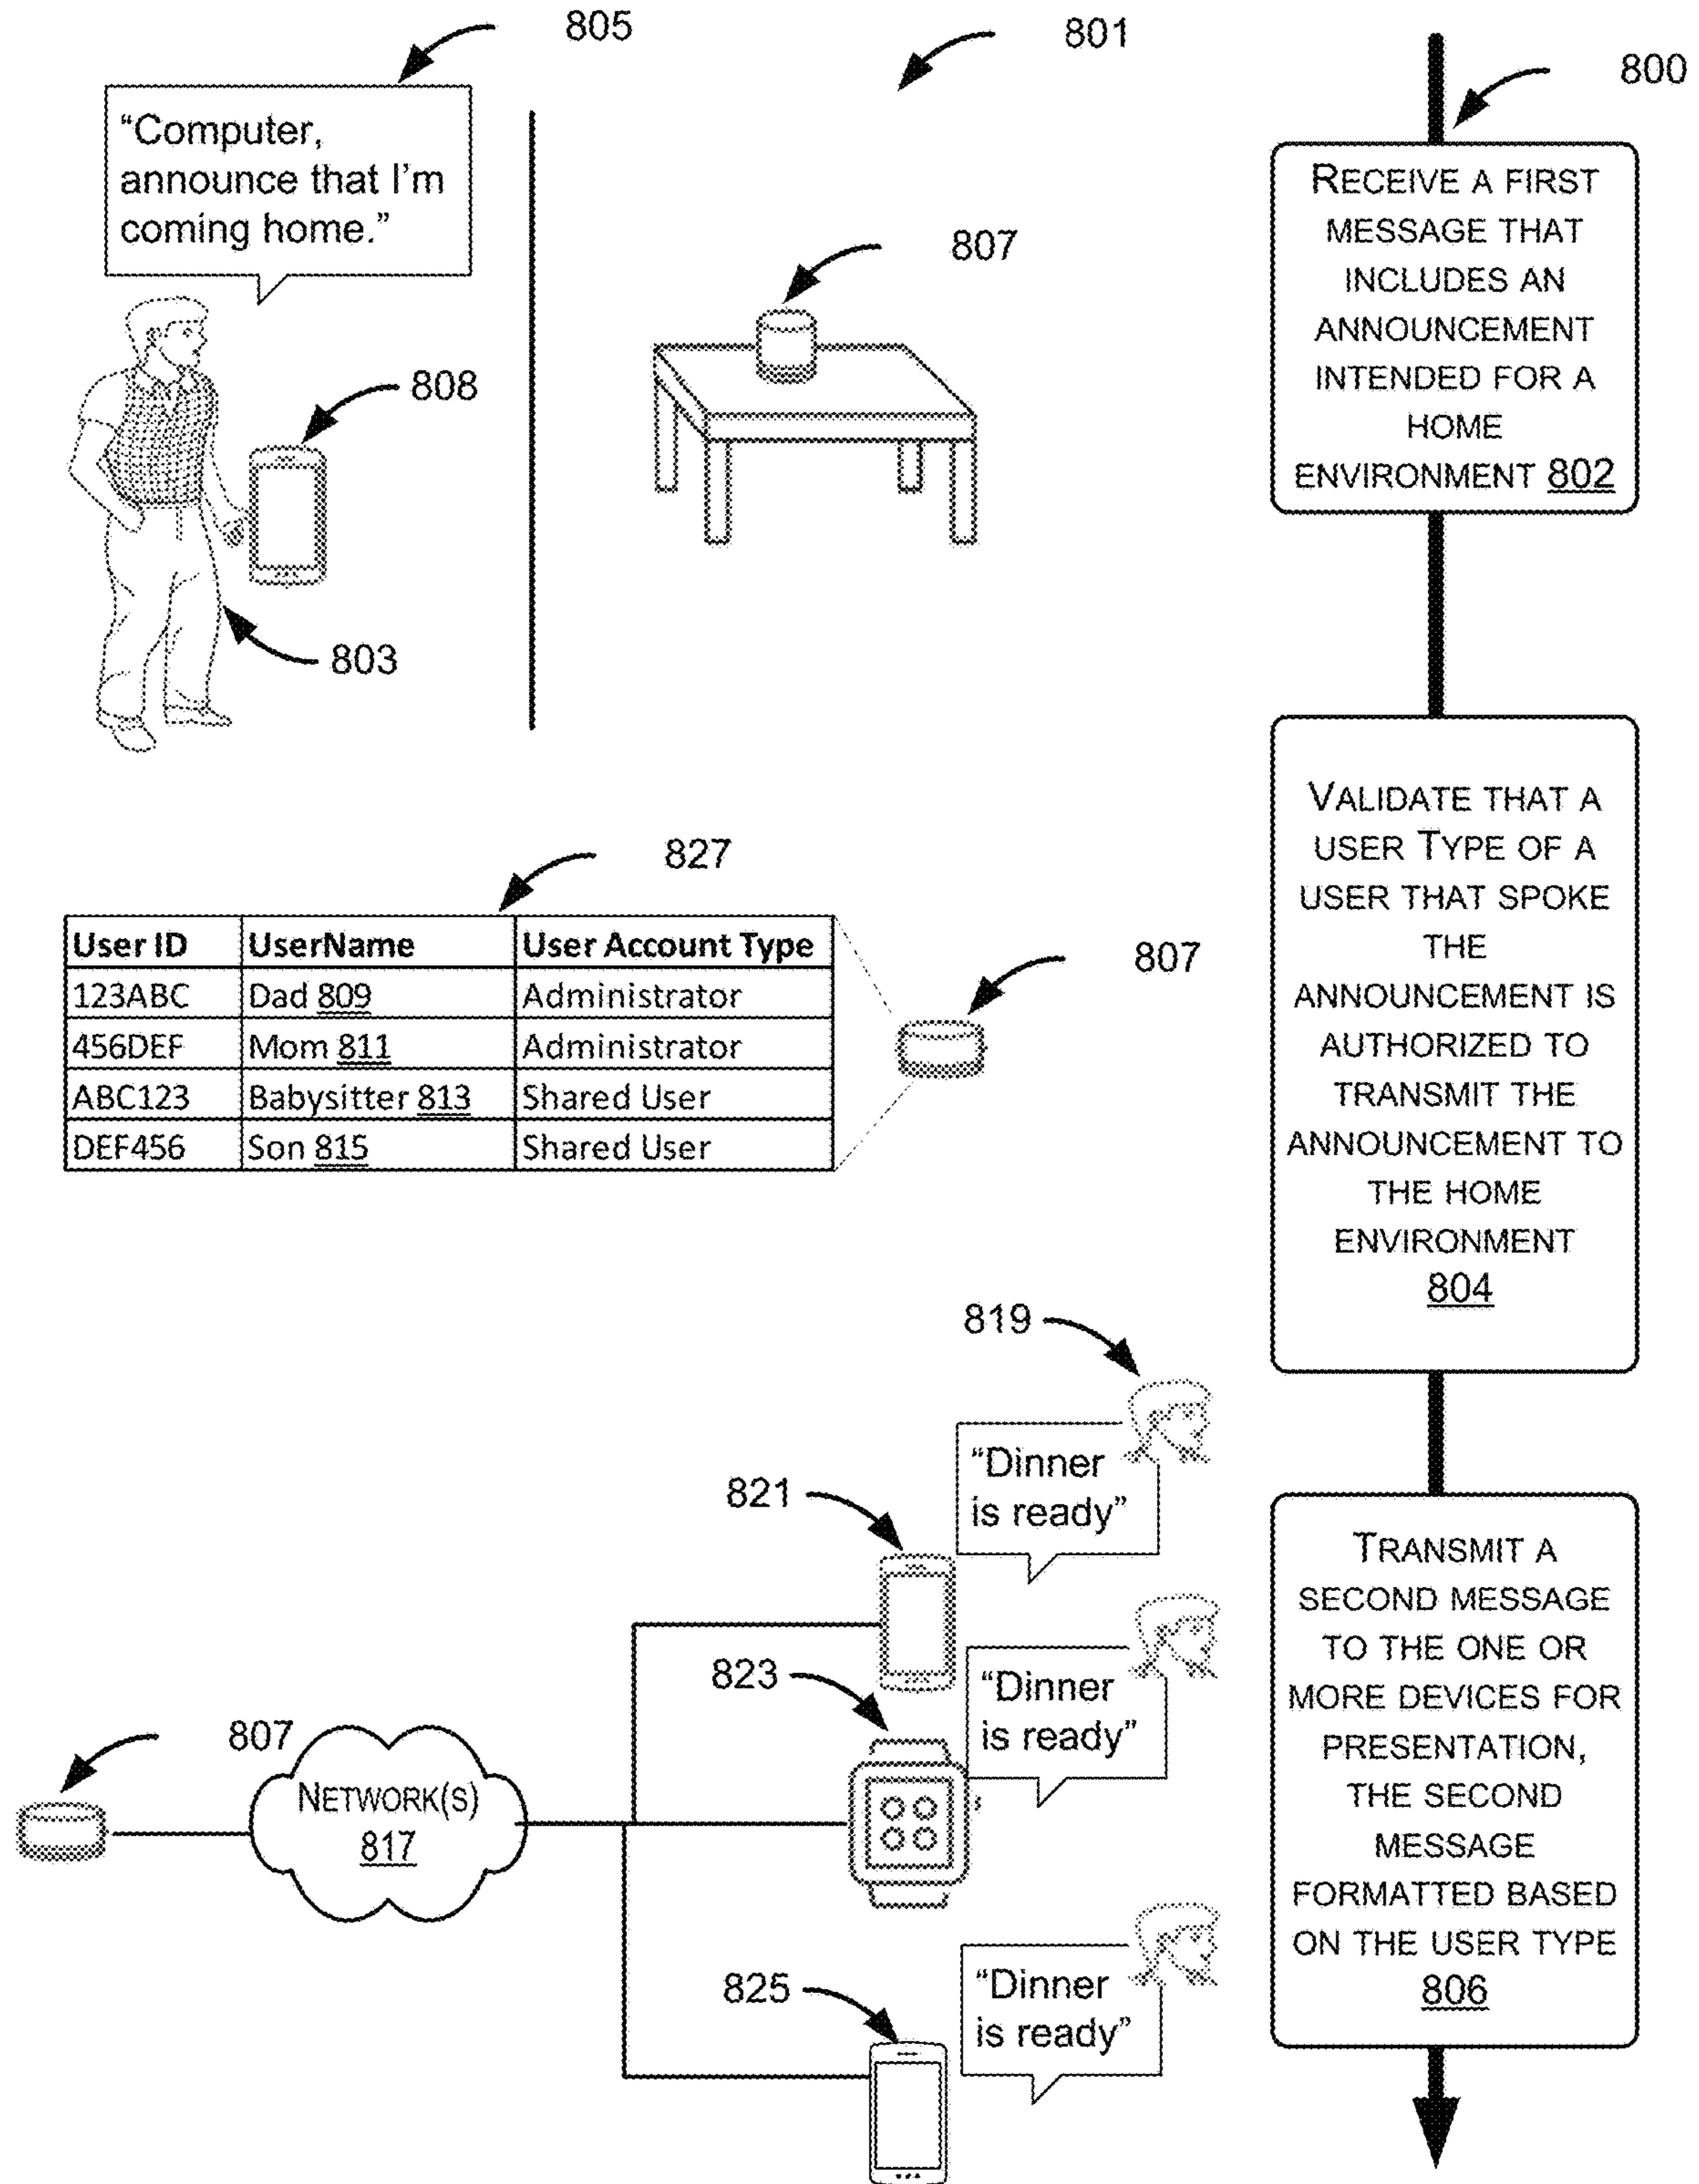 805
801
800
“Computer,
announce that I’m
coming home.”
807
808
803
RECEIVE A FIRST
MESSAGE THAT
INCLUDES AN
ANNOUNCEMENT
INTENDED FOR A
HOME
ENVIRONMENT 802
827
User ID UserName User Account Type
123ABC Dad 809 Administrator
456DEF Mom 811 Administrator
ABC123 Babysitter 813 Shared User
DEF456 Son 815 Shared User
807
VALIDATE THAT A
USER TYPE OF A
USER THAT SPOKE
THE
ANNOUNCEMENT IS
AUTHORIZED TO
TRANSMIT THE
ANNOUNCEMENT TO
THE HOME
ENVIRONMENT
804
819
“Dinner
is ready”
821
“Dinner
is ready”
823
807
NETWORK(S)
817
“Dinner
is ready”
825
TRANSMIT A
SECOND MESSAGE
TO THE ONE OR
MORE DEVICES FOR
PRESENTATION,
THE SECOND
MESSAGE
FORMATTED BASED
ON THE USER TYPE
806